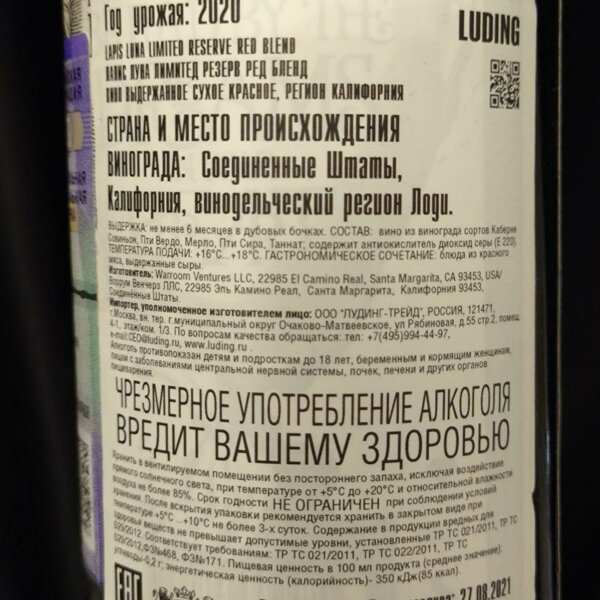 Год урожая: 2020
LUDING
LAPIS LUNA LIMITED RESERVE RED BLEND
ЛАПИС ЛУНА ЛИМИТЕД РЕЗЕРВ РЕД БЛЕНД
ВИНО ВЫДЕРЖАННОЕ СУХОЕ КРАСНОЕ, РЕГИОН КАЛИФОРНИЯ
СТРАНА И МЕСТО ПРОИСХОЖДЕНИЯ
ВИНОГРАДА: Соединенные Штаты,
Калифорния, винодельческий регион Лоди.
ВЫДЕРЖКА: не менее 6 месяцев в дубовых бочках. СОСТАВ: вино из винограда сортов Каберне
Совиньон, Пти Вердо, Мерло, Пти Сира, Таннат; содержит антиокислитель диоксид серы (E 220).
ТЕМПЕРАТУРА ПОДАЧИ: +16°С...+18°С. ГАСТРОНОМИЧЕСКОЕ СОЧЕТАНИЕ: блюда из красного
мяса, выдержанные сыры.
Изготовитель: Warroom Ventures LLC, 22985 El Camino Real, Santa Margarita, CA 93453, USA/
Воррум Венчерз ЛЛС, 22985 Эль Камино Реал, Санта Маргарита, Калифорния 93453,
Соединённые Штаты.
Импортер, уполномоченное изготовителем лицо: ООО "ЛУДИНГ-ТРЕЙД", РОССИЯ, 121471,
г.Москва, вн. тер. г.муниципальный округ Очаково-Матвеевское, ул Рябиновая, д.55 стр.2, помещ.
4-1, этаж/ком. 1/3. По вопросам качества обращаться: тел: +7(495)994-44-97,
e-mail:CEO@luding.ru, www.luding.ru .
Алкоголь противопоказан детям и подросткам до 18 лет, беременным и кормящим женщинам,
лицам с заболеваниями центральной нервной системы, почек, печени и других органов
пищеварения.
ЧРЕЗМЕРНОЕ УПОТРЕБЛЕНИЕ АЛКОГОЛЯ
ВРЕДИТ ВАШЕМУ ЗДОРОВЬЮ
Хранить в вентилируемом помещении без постороннего запаха, исключая воздействие
прямого солнечного света, при температуре от +5°С до +20°С и относительной влажности
воздуха не более 85%. Срок годности НЕ ОГРАНИЧЕН при соблюдении условий
хранения. После вскрытия упаковки рекомендуется хранить в закрытом виде при
температуре +5°С ...+10°С не более 3-х суток. Содержание в продукции вредных для
здоровья веществ не превышает допустимые уровни, установленные ТР ТС 021/2011, ТР ТС
029/2012. Соответствует требованиям: ТР ТС 021/2011, ТР ТС 022/2011, ТР ТС
029/2012,ФЗ№468, ФЗ№171. Пищевая ценность в 100 мл продукта (среднее значение):
углеводы-0,2 г; энергетическая ценность (калорийность)- 350 кДж(85 ккал).
EAC
27.08.2021